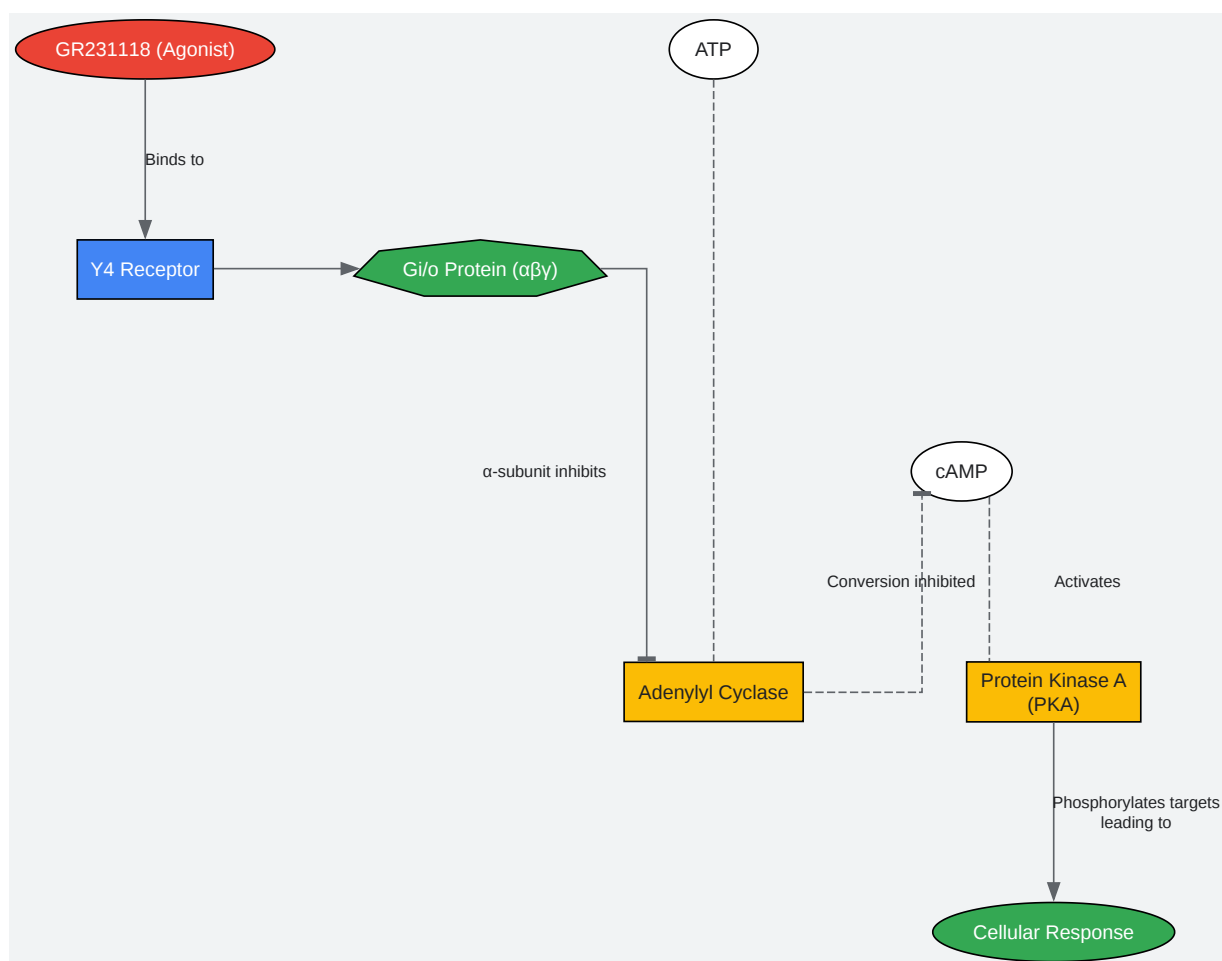 GR231118 (Agonist)
ATP
Binds to
Y4 Receptor
Gi/o Protein (αβγ)
α-subunit inhibits
cAMP
Conversion inhibited
Activates
Adenylyl Cyclase
Protein Kinase A
(PKA)
Phosphorylates targets
leading to
Cellular Response